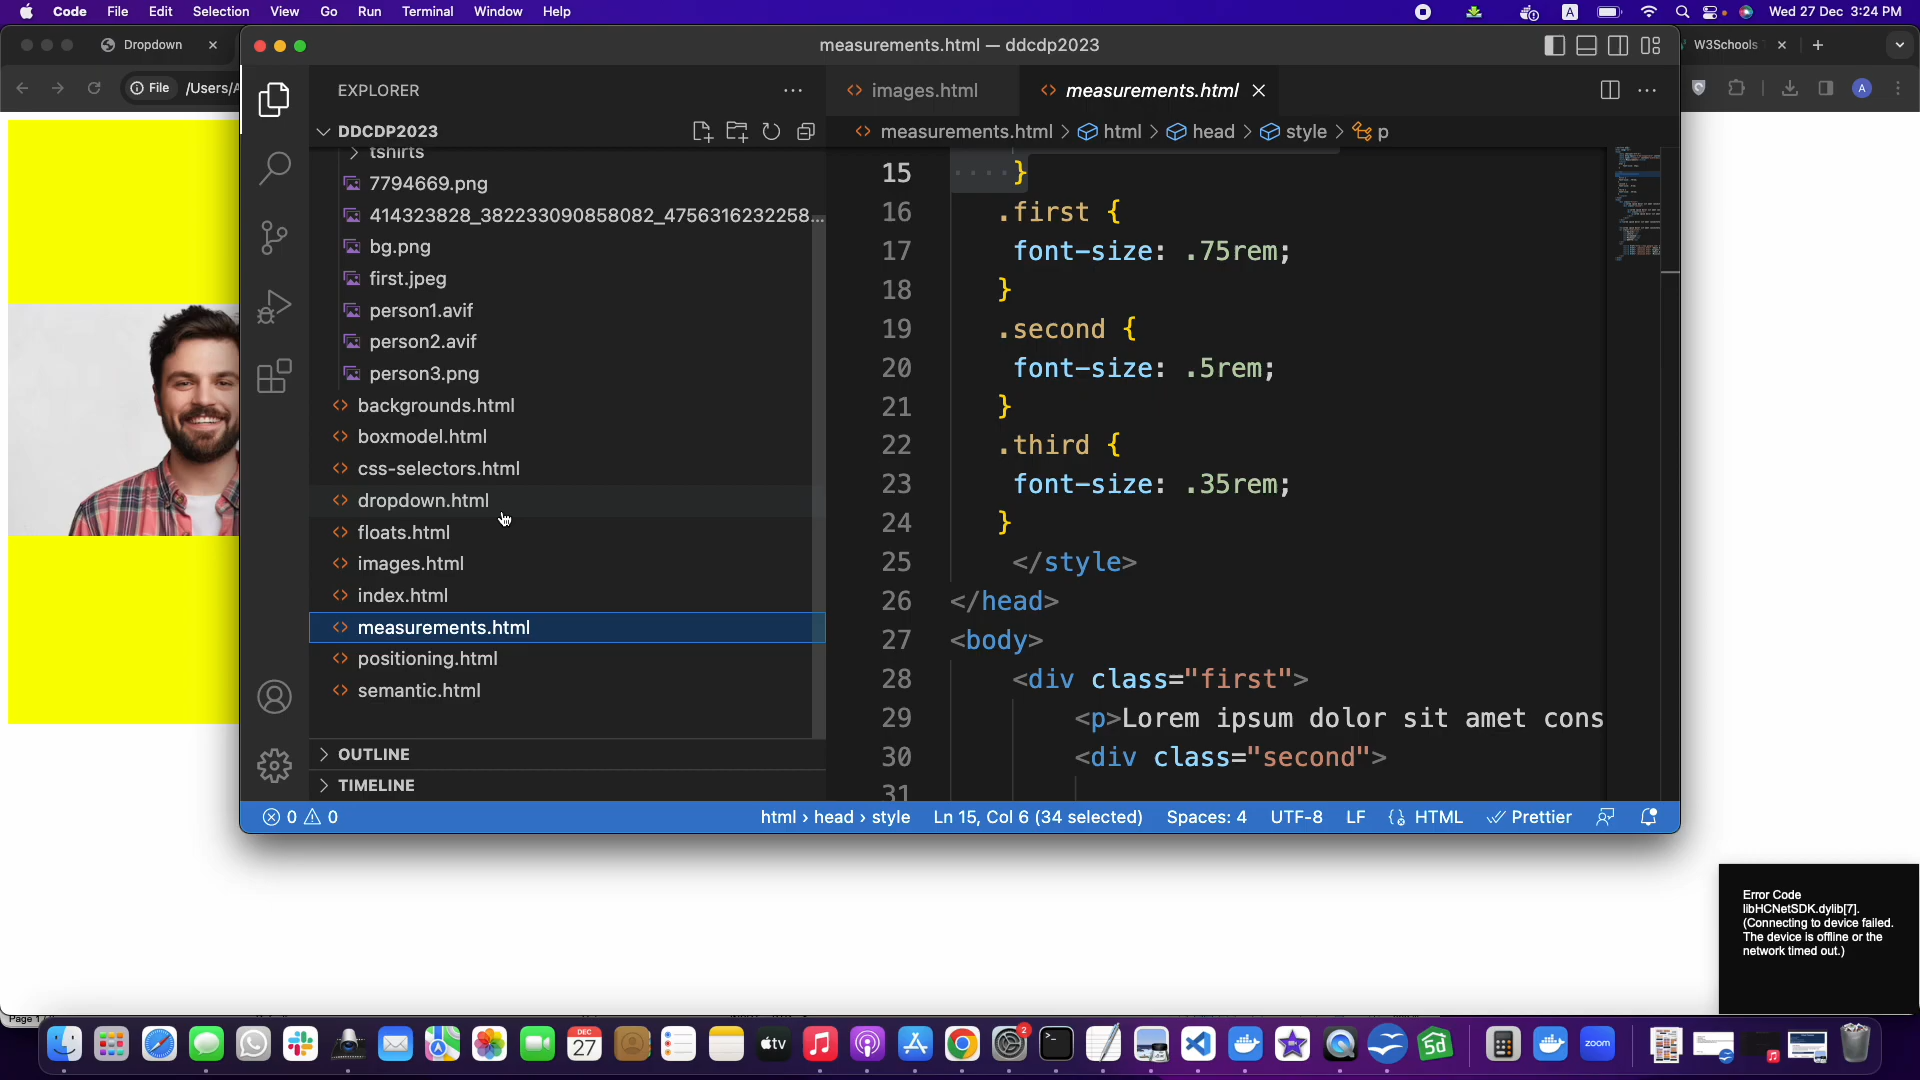 Code File Edit Selection View Go Run Terminal Window Help
A
Wed 27 Dec 3:24 PM
Dropdown
W3Schools
File
measurements.html — ddcdp2023
EXPLORER
DDCDP2023
tshirts
7794669.png
414323828_382233090858082_4756316232258...
bg.png
first.jpeg
person1.avif
person2.avif
person3.png
backgrounds.html
boxmodel.html
css-selectors.html
dropdown.html
floats.html
images.html
index.html
measurements.html
positioning.html
semantic.html
OUTLINE
TIMELINE
images.html
measurements.html
measurements.html > html > head > style > p
15 ····}
16 .first {
17 font-size: .75rem;
18 }
19 .second {
20 font-size: .5rem;
21 }
22 .third {
23 font-size: .35rem;
24 }
25 </style>
26 </head>
27 <body>
28 <div class="first">
29 <p>Lorem ipsum dolor sit amet cons
30 <div class="second">
31
0 0
html › head › style
Ln 15, Col 6 (34 selected)
Spaces: 4
UTF-8
LF
HTML
Prettier
Error Code
libHCNetSDK.dylib[7].
(Connecting to device failed.
The device is offline or the
network timed out.)
DEC
27
tv
2
zoom